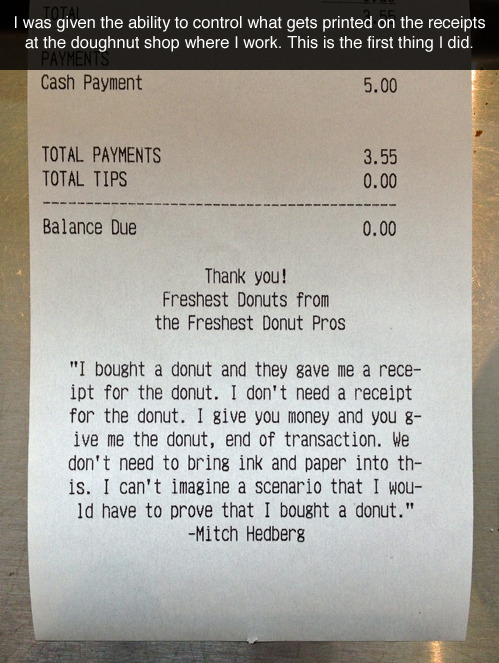 I was given the ability to control what gets printed on the receipts
at the doughnut shop where I work. This is the first thing I did.
TOTAL 3.55
PAYMENTS
Cash Payment 5.00
TOTAL PAYMENTS 3.55
TOTAL TIPS 0.00
Balance Due 0.00
Thank you!
Freshest Donuts from
the Freshest Donut Pros
"I bought a donut and they gave me a rece-
ipt for the donut. I don't need a receipt
for the donut. I give you money and you g-
ive me the donut, end of transaction. We
don't need to bring ink and paper into th-
is. I can't imagine a scenario that I wou-
ld have to prove that I bought a donut."
-Mitch Hedberg